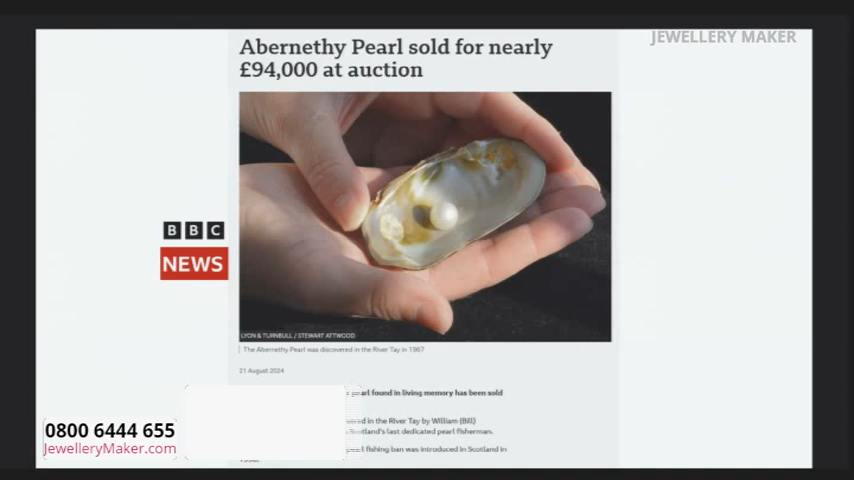 JEWELLERY MAKER
Abernethy Pearl sold for nearly
£94,000 at auction
BBC
NEWS
LYON & TURNBULL / STEWART ATTWOOD
The Abernethy Pearl was discovered in the River Tay in 1967
21 August 2024
found in living memory has been sold
in the River Tay by William (Bill)
last dedicated pearl fisherman.
fishing ban was introduced in Scotland in
0800 6444 655
JewelleryMaker.com